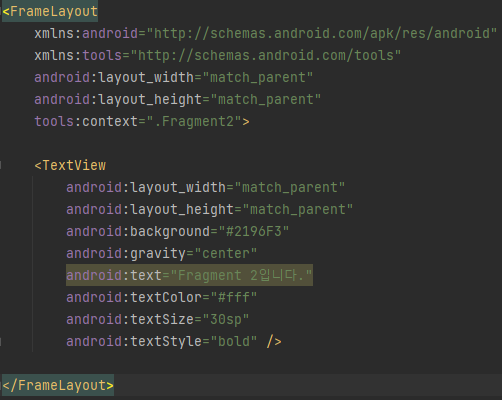 <FrameLayout
xmlns:android="http://schemas.android.com/apk/res/android"
xmlns:tools="http://schemas.android.com/tools"
android:layout_width="match_parent"
android:layout_height="match_parent"
tools:context=".Fragment2">
<TextView
android:layout_width="match_parent"
android:layout_height="match_parent"
android:background="#2196F3"
android:gravity="center"
android:text="Fragment 2입니다."
android:textColor="#fff"
android:textSize="30sp"
android:textStyle="bold" />
</FrameLayout>